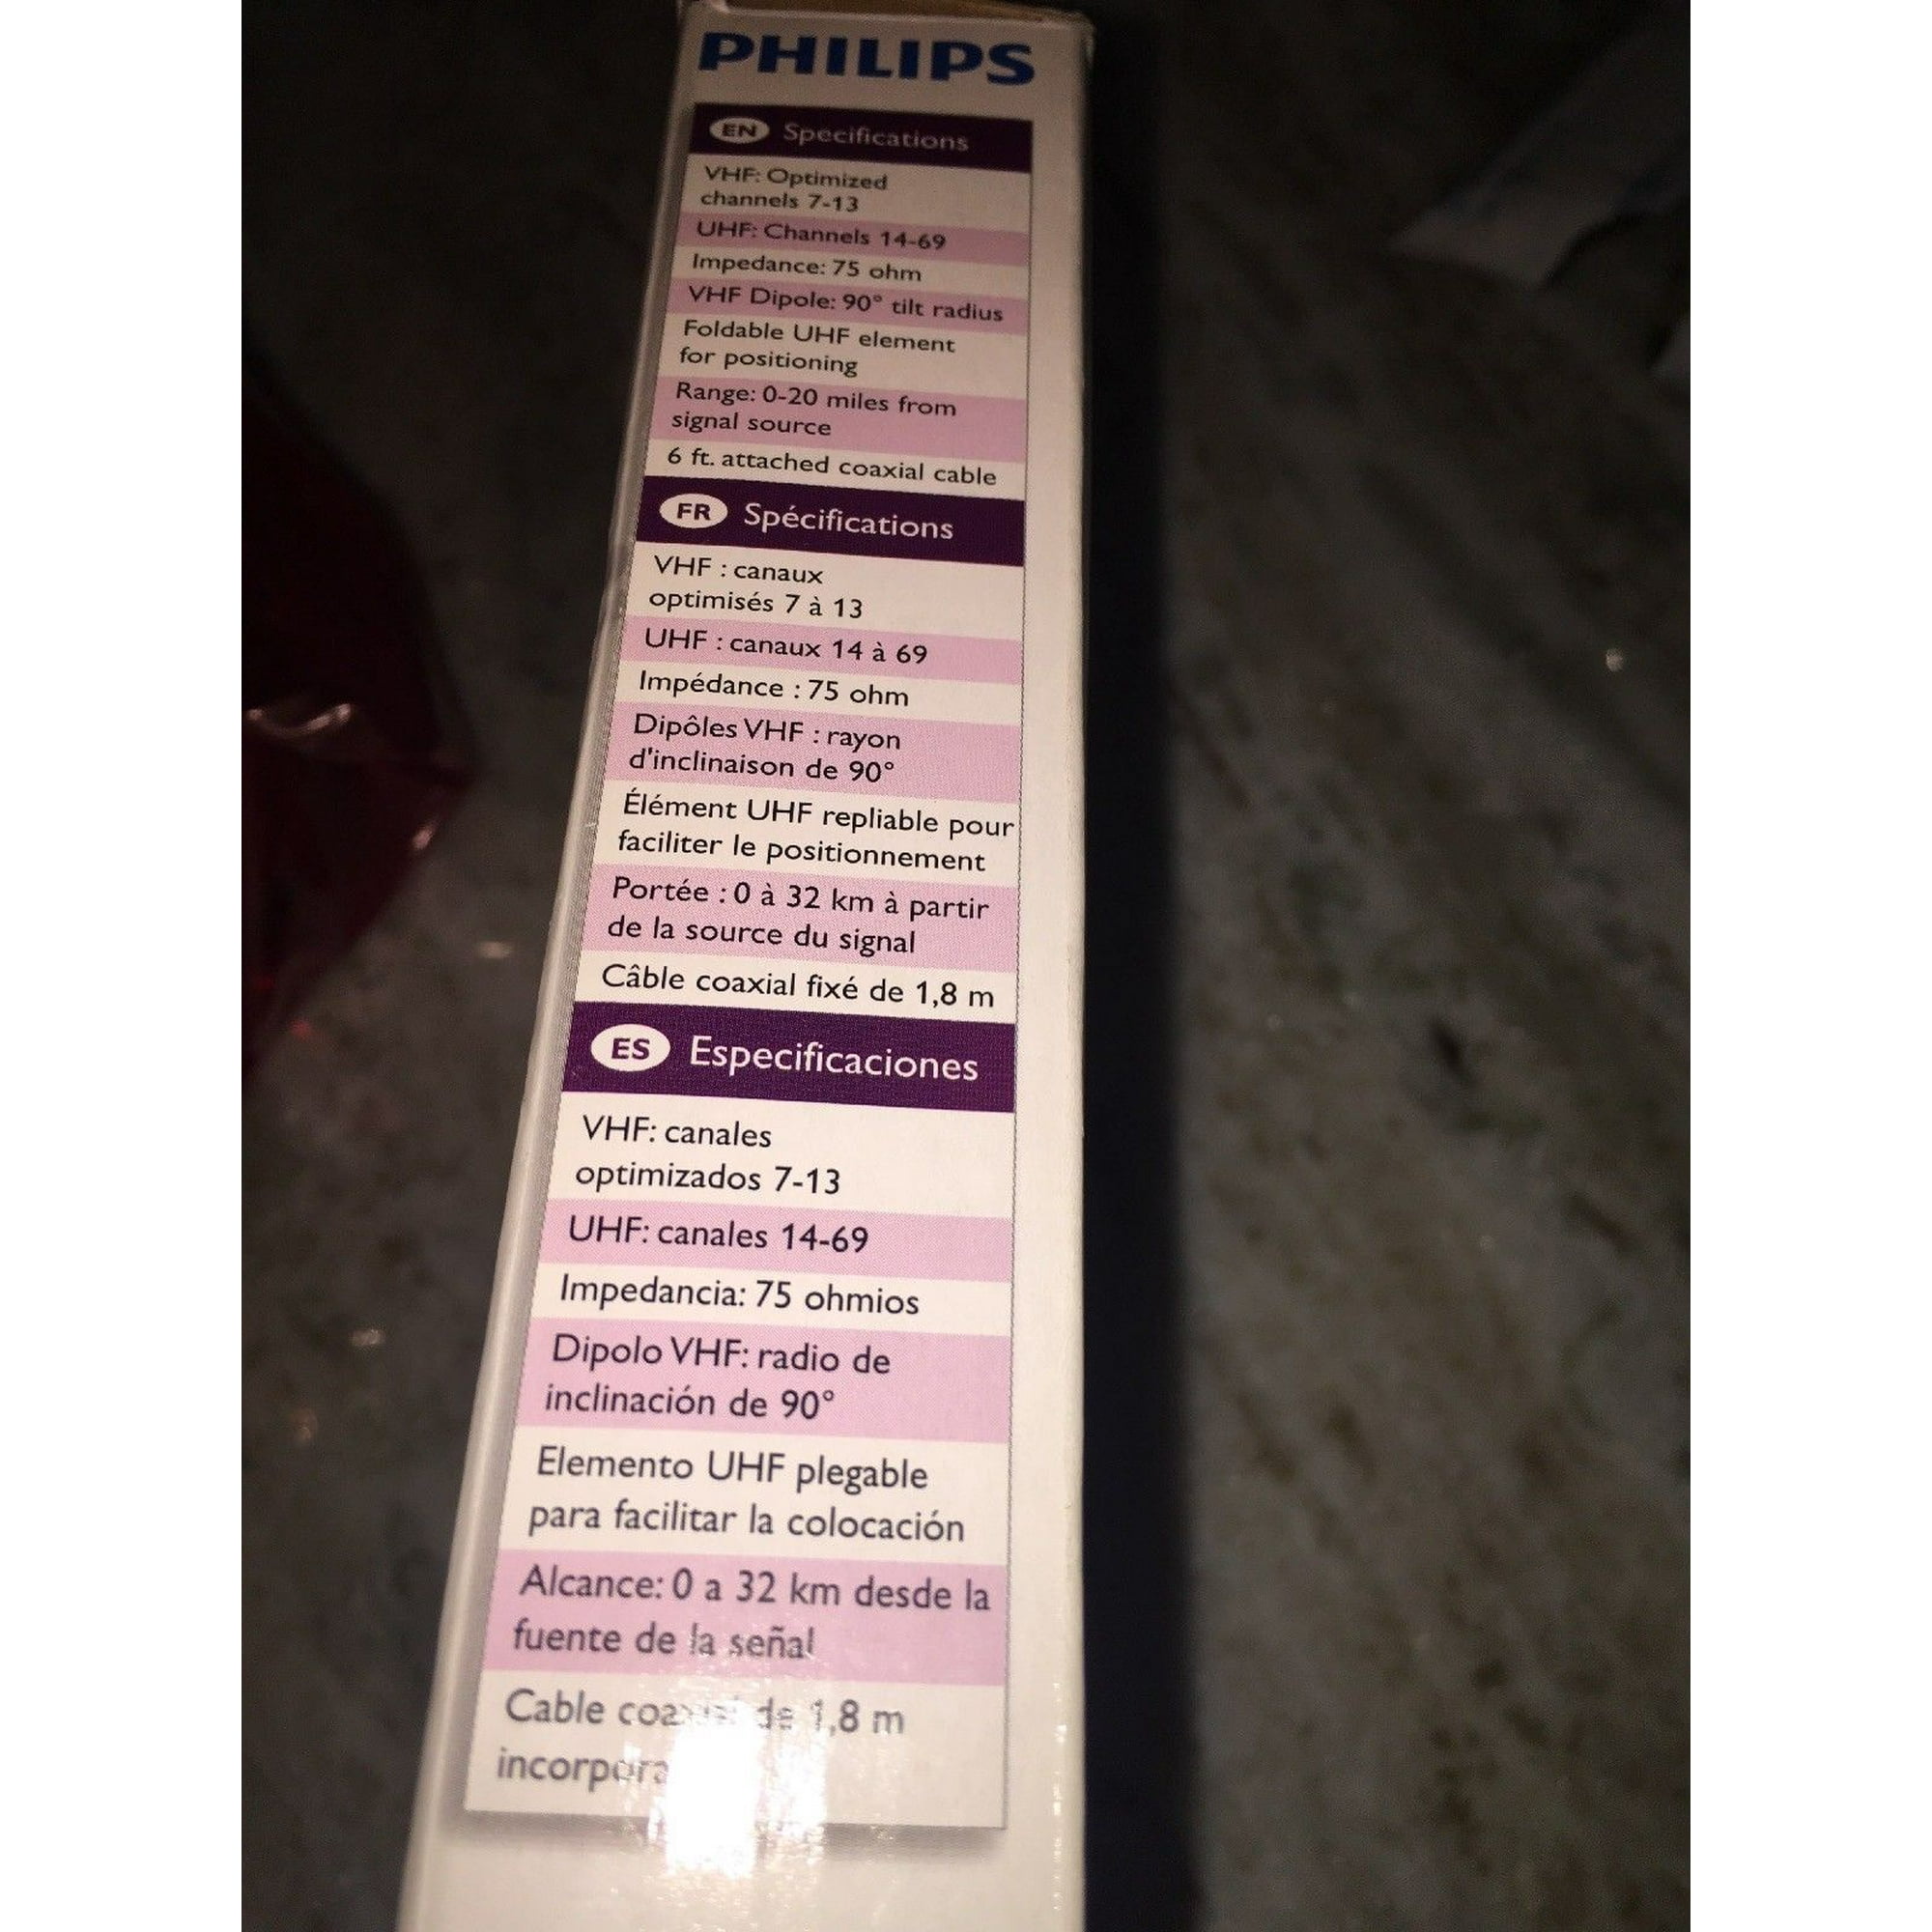 PHILIPS
EN Specifications
VHF: Optimized
channels 7-13
UHF: Channels 14-69
Impedance: 75 ohm
VHF Dipole: 90° tilt radius
Foldable UHF element
for positioning
Range: 0-20 miles from
signal source
6 ft. attached coaxial cable
FR Spécifications
VHF : canaux
optimisés 7 à 13
UHF : canaux 14 à 69
Impédance : 75 ohm
Dipôles VHF : rayon
d'inclinaison de 90°
Élément UHF repliable pour
faciliter le positionnement
Portée : 0 à 32 km à partir
de la source du signal
Câble coaxial fixé de 1,8 m
ES Especificaciones
VHF: canales
optimizados 7-13
UHF: canales 14-69
Impedancia: 75 ohmios
Dipolo VHF: radio de
inclinación de 90°
Elemento UHF plegable
para facilitar la colocación
Alcance: 0 a 32 km desde la
fuente de la señal
Cable coaxial de 1,8 m